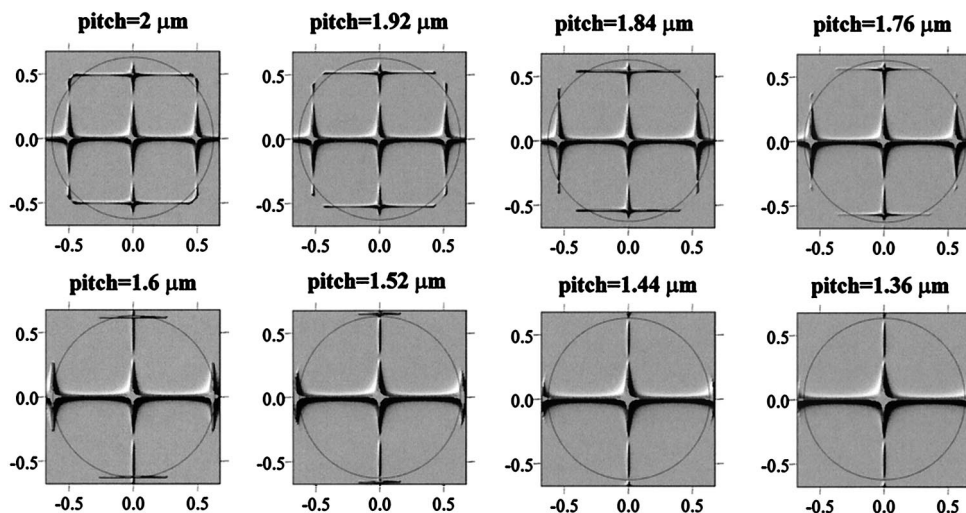 pitch=2 μm pitch=1.92 μm pitch=1.84 μm pitch=1.76 μm
0.5 0.5 0.5 0.5
0.0 0.0 0.0 0.0
-0.5 -0.5 -0.5 -0.5
-0.5 0.0 0.5 -0.5 0.0 0.5 -0.5 0.0 0.5 -0.5 0.0 0.5
pitch=1.6 μm pitch=1.52 μm pitch=1.44 μm pitch=1.36 μm
0.5 0.5 0.5 0.5
0.0 0.0 0.0 0.0
-0.5 -0.5 -0.5 -0.5
-0.5 0.0 0.5 -0.5 0.0 0.5 -0.5 0.0 0.5 -0.5 0.0 0.5